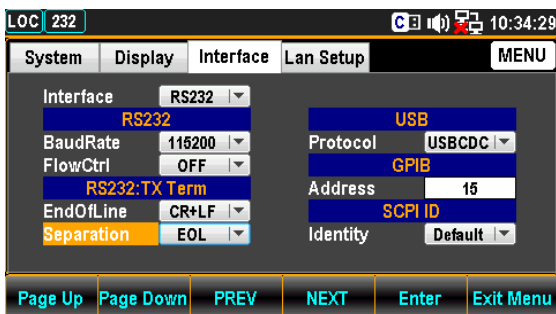 LOC 232 C 10:34:29
System Display Interface Lan Setup MENU
Interface RS232
RS232 USB
BaudRate 115200 Protocol USBCDC
FlowCtrl OFF GPIB
RS232:TX Term Address 15
EndOfLine CR+LF SCPI ID
Separation EOL Identity Default
Page Up Page Down PREV NEXT Enter Exit Menu